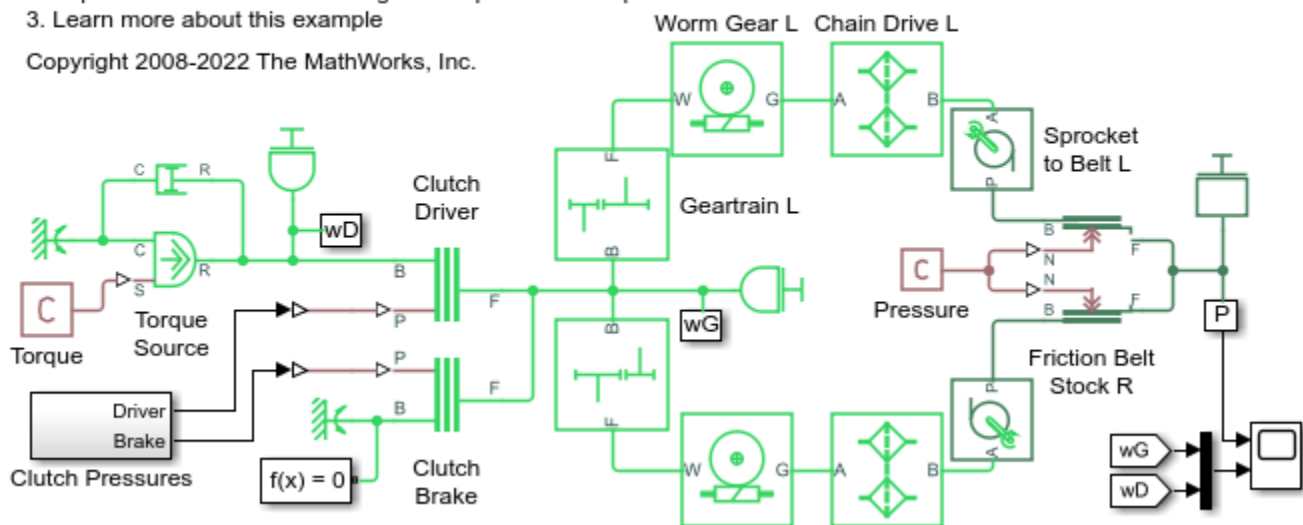 3. Learn more about this example
Copyright 2008-2022 The MathWorks, Inc.
Worm Gear L
Chain Drive L
W
G
A
B
A
Sprocket
to Belt L
P
C
R
Clutch
Driver
F
Geartrain L
B
wD
C
R
S
B
B
F
N
C
N
F
B
C
Torque
Torque
Source
P
F
wG
Pressure
P
B
P
F
Friction Belt
Stock R
Driver
Brake
Clutch Pressures
B
f(x) = 0
Clutch
Brake
F
P
A
W
G
A
B
wG
wD